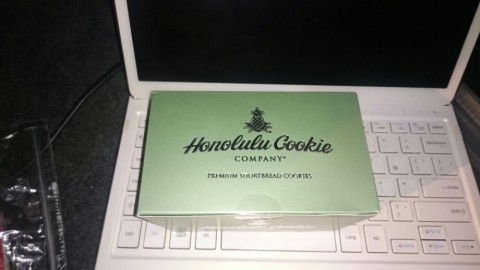 Honolulu Cookie
COMPANY®
PREMIUM SHORTBREAD COOKIES